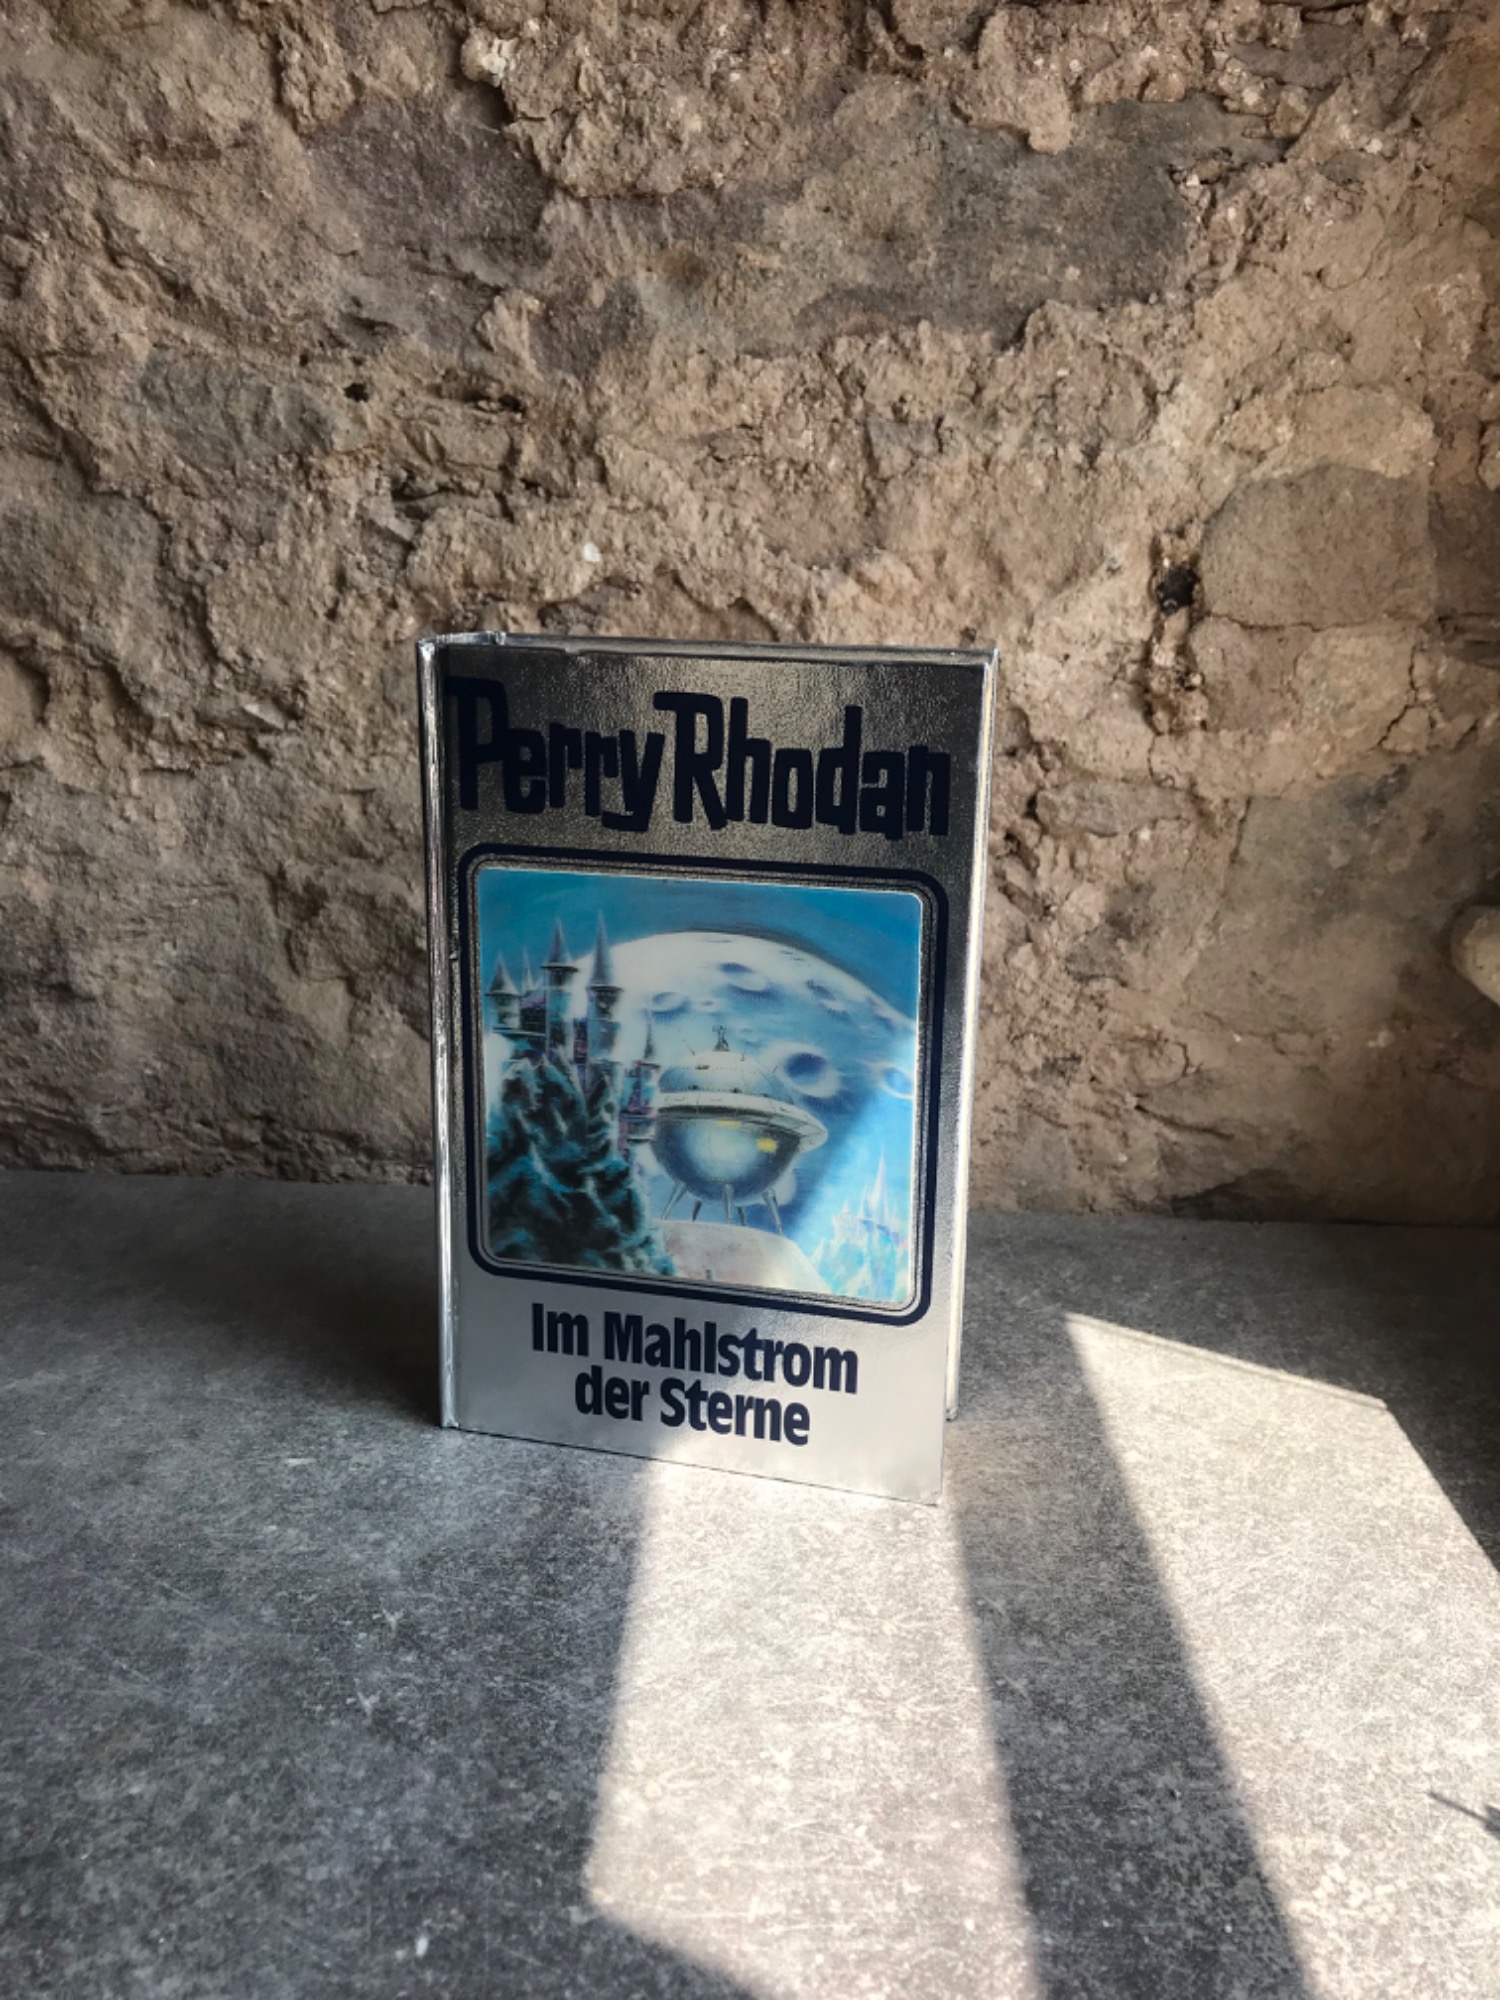 Perry Rhodan
Im Mahlstrom
der Sterne